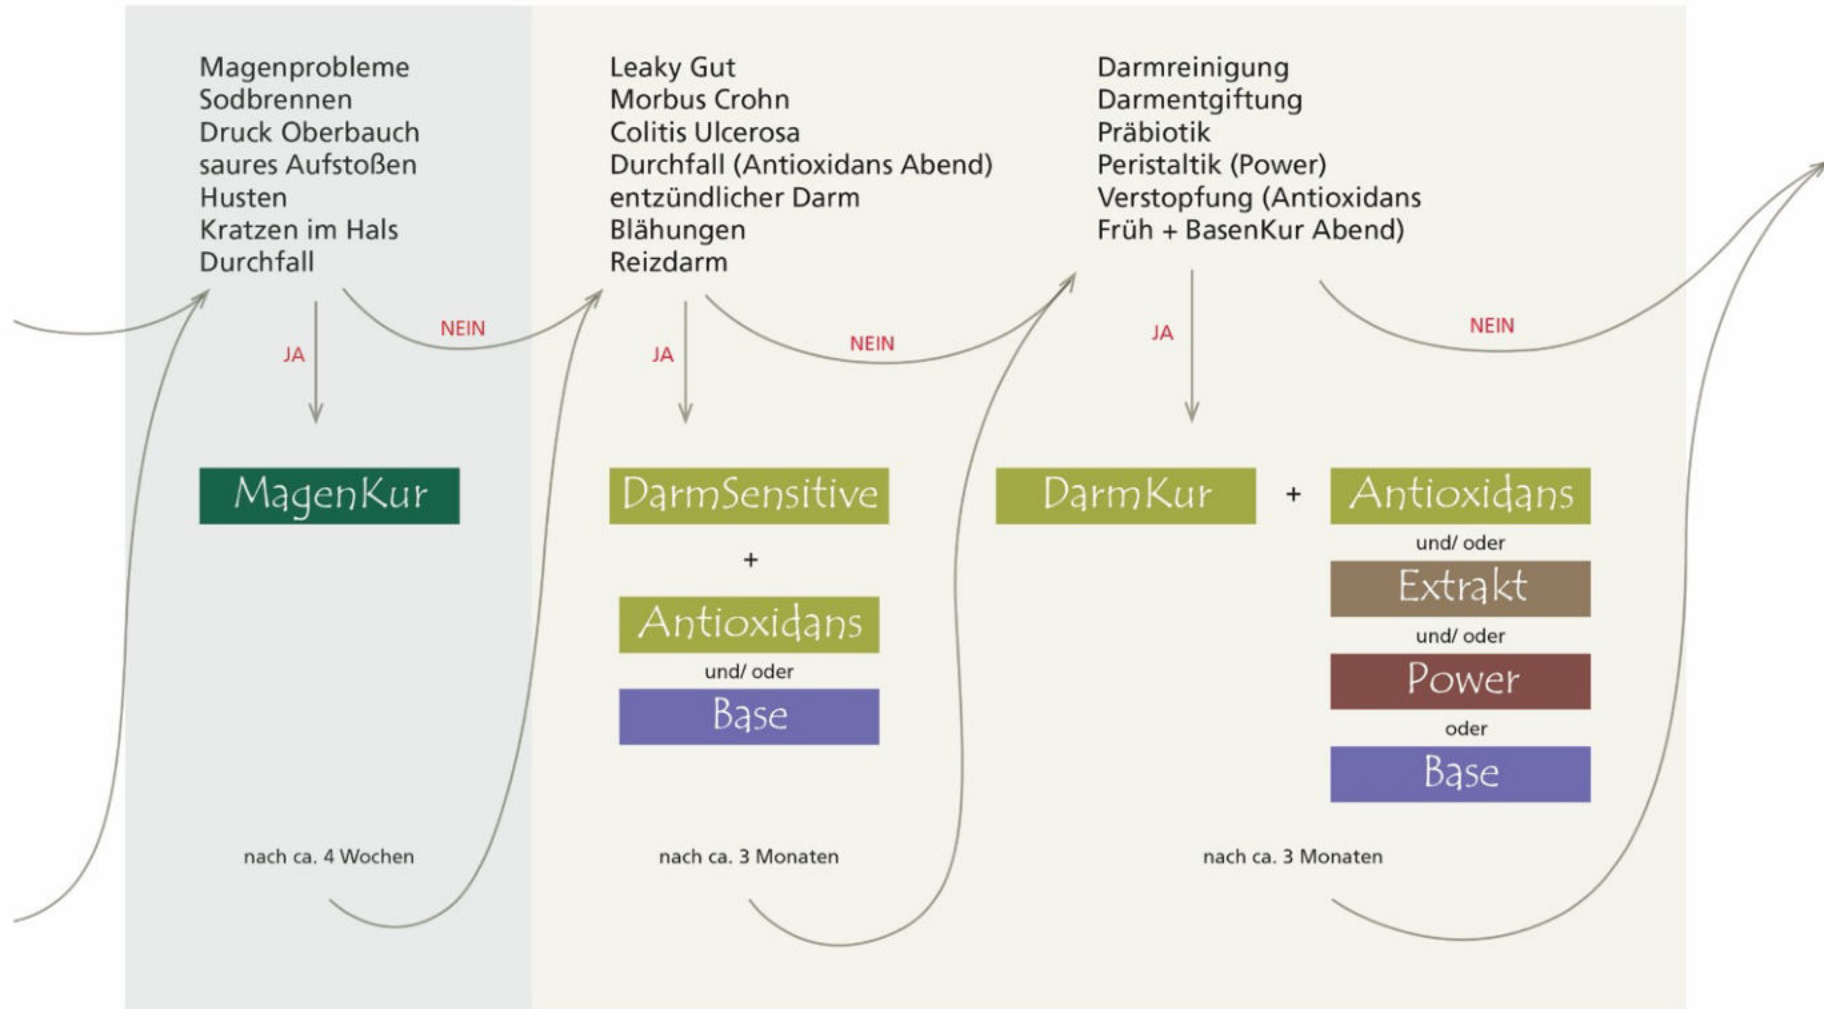 Magenprobleme
Sodbrennen
Druck Oberbauch
saures Aufstoßen
Husten
Kratzen im Hals
Durchfall
JA
NEIN
MagenKur
nach ca. 4 Wochen
Leaky Gut
Morbus Crohn
Colitis Ulcerosa
Durchfall (Antioxidans Abend)
entzündlicher Darm
Blähungen
Reizdarm
JA
NEIN
DarmSensitive
+
Antioxidans
und/ oder
Base
nach ca. 3 Monaten
Darmreinigung
Darmentgiftung
Präbiotik
Peristaltik (Power)
Verstopfung (Antioxidans
Früh + BasenKur Abend)
JA
NEIN
DarmKur + Antioxidans
und/ oder
Extrakt
und/ oder
Power
oder
Base
nach ca. 3 Monaten